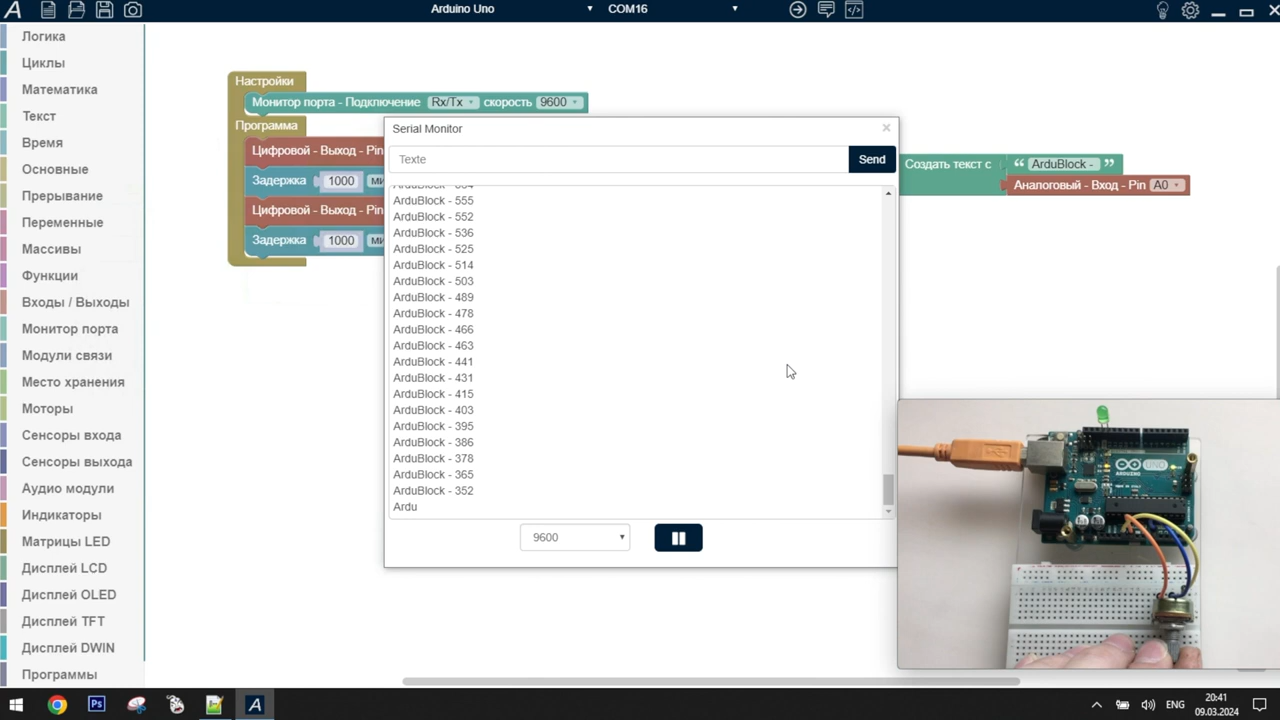 Arduino Uno
COM16
Логика
Циклы
Математика
Текст
Время
Основные
Прерывание
Переменные
Массивы
Функции
Входы / Выходы
Монитор порта
Модули связи
Место хранения
Моторы
Сенсоры входа
Сенсоры выхода
Аудио модули
Индикаторы
Матрицы LED
Дисплей LCD
Дисплей OLED
Дисплей TFT
Дисплей DWIN
Программы
Настройки
Монитор порта - Подключение Rx/Tx скорость 9600
Программа
Цифровой - Выход - Pin
Задержка 1000
Цифровой - Выход - Pin
Задержка 1000
Создать текст с “ ArduBlock - ”
Аналоговый - Вход - Pin A0
Serial Monitor
Texte
Send
ArduBlock - 555
ArduBlock - 552
ArduBlock - 536
ArduBlock - 525
ArduBlock - 514
ArduBlock - 503
ArduBlock - 489
ArduBlock - 478
ArduBlock - 466
ArduBlock - 463
ArduBlock - 441
ArduBlock - 431
ArduBlock - 415
ArduBlock - 403
ArduBlock - 395
ArduBlock - 386
ArduBlock - 378
ArduBlock - 365
ArduBlock - 352
Ardu
9600
UNO
ARDUINO
ENG
20:41
09.03.2024